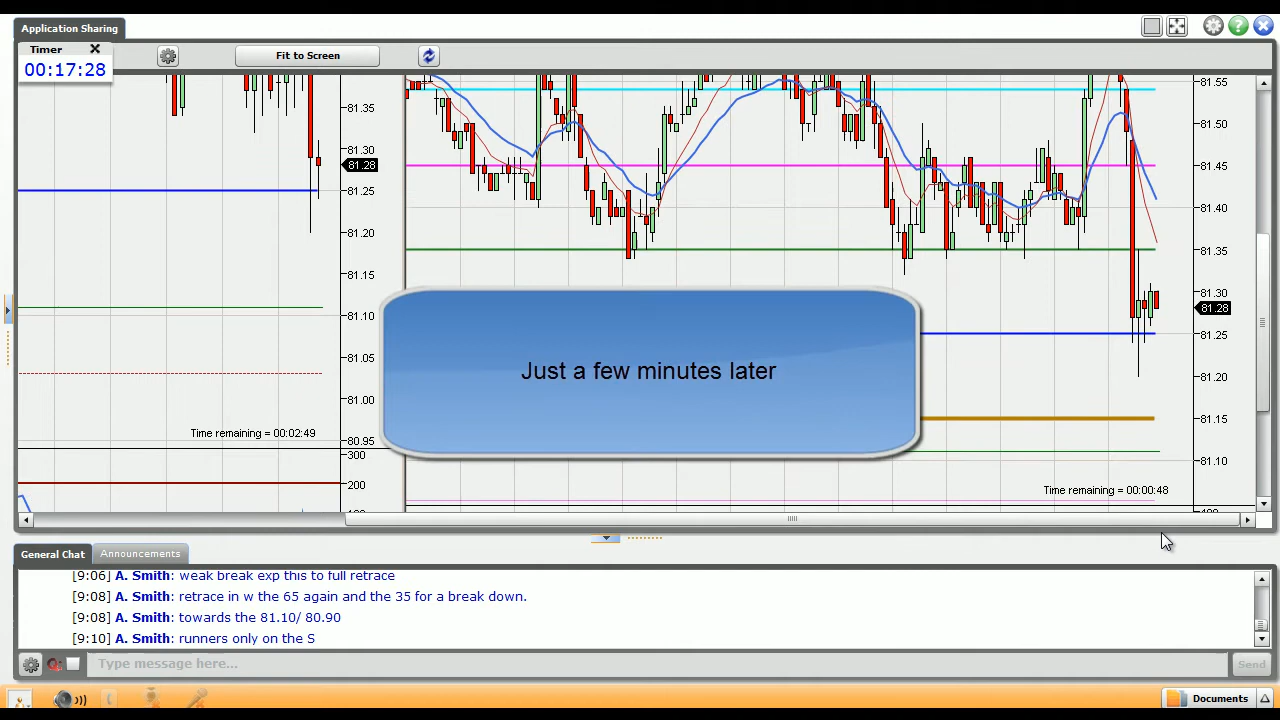 Application Sharing
Timer
00:17:28
Fit to Screen
81.35
81.30
81.28
81.25
81.20
81.15
81.10
81.05
81.00
80.95
300
200
Time remaining = 00:02:49
81.55
81.50
81.45
81.40
81.35
81.30
81.28
81.25
81.20
81.15
81.10
Time remaining = 00:00:48
Just a few minutes later
General Chat
Announcements
[9:06] A. Smith: weak break exp this to full retrace
[9:08] A. Smith: retrace in w the 65 again and the 35 for a break down.
[9:08] A. Smith: towards the 81.10/ 80.90
[9:10] A. Smith: runners only on the S
Type message here...
Send
Documents